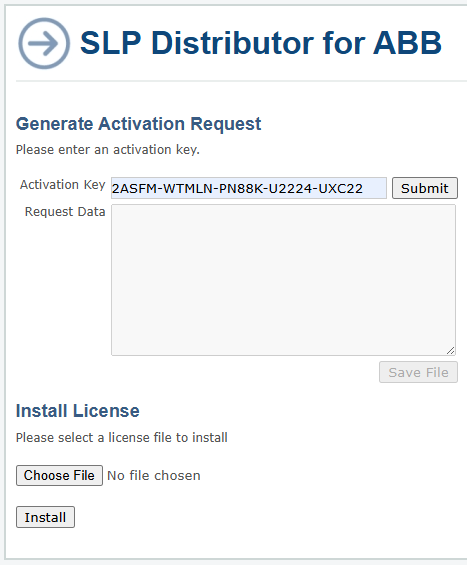 SLP Distributor for ABB
Generate Activation Request
Please enter an activation key.
Activation Key 2ASFM-WTMLN-PN88K-U2224-UXC22 Submit
Request Data
Save File
Install License
Please select a license file to install
Choose File No file chosen
Install